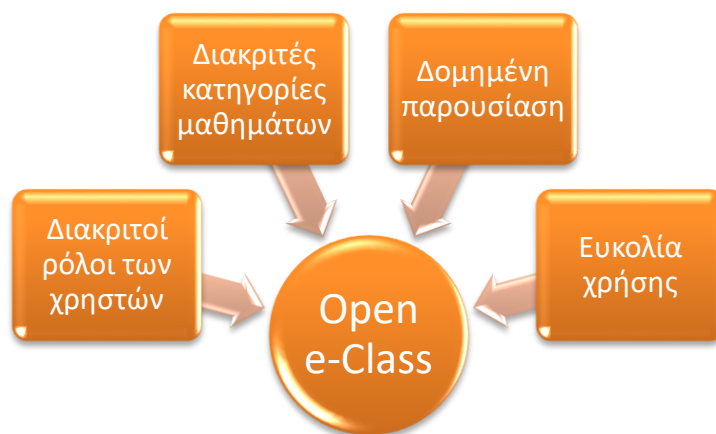 Διακριτοί
ρόλοι των
χρηστών
Διακριτές
κατηγορίες
μαθημάτων
Δομημένη
παρουσίαση
Ευκολία
χρήσης
Open
e-Class